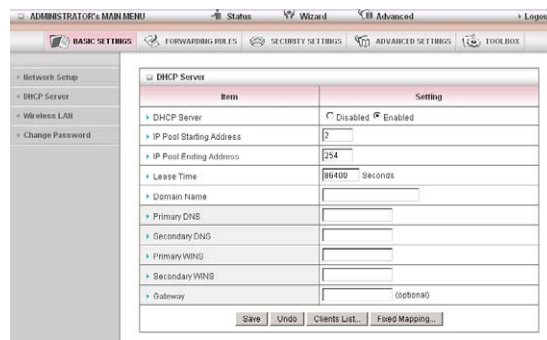 ADMINISTRATOR's MAIN MENU Status Wizard Advanced Logou
BASIC SETTINGS FORWARDING RULES SECURITY SETTINGS ADVANCED SETTINGS TOOLBOX
Network Setup
DHCP Server
Wireless LAN
Change Password
DHCP Server
Item Setting
DHCP Server Disabled Enabled
IP Pool Starting Address 2
IP Pool Ending Address 254
Lease Time 86400 Seconds
Domain Name
Primary DNS
Secondary DNS
Primary WINS
Secondary WINS
Gateway (optional)
Save Undo Clients List... Fixed Mapping...